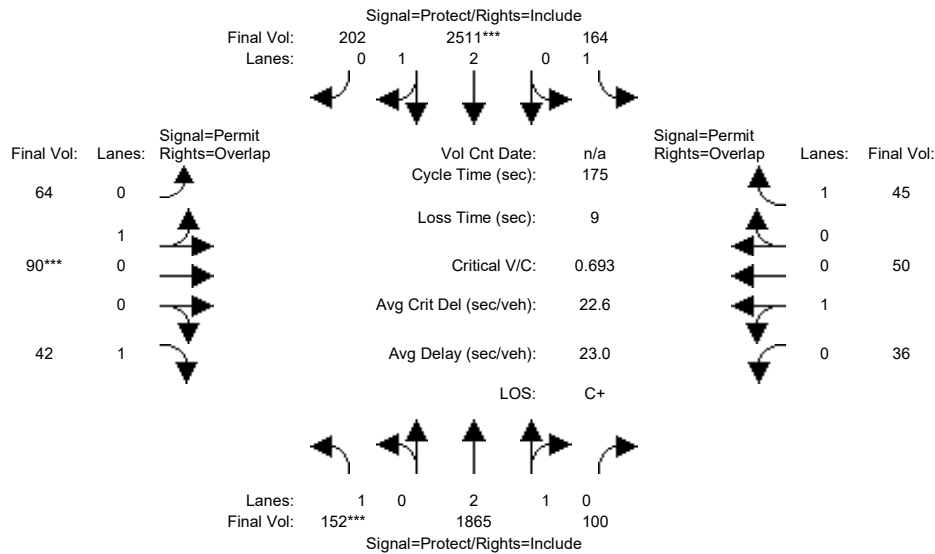 Signal=Protect/Rights=Include
Final Vol: 202 2511*** 164
Lanes: 0 1 2 0 1
Signal=Permit Signal=Permit
Final Vol: Lanes: Rights=Overlap Vol Cnt Date: n/a Rights=Overlap Lanes: Final Vol:
Cycle Time (sec): 175
64 0 1 45
Loss Time (sec): 9
1 0
90*** 0 Critical V/C: 0.693 0 50
0 Avg Crit Del (sec/veh): 22.6 1
42 1 Avg Delay (sec/veh): 23.0 0 36
LOS: C+
Lanes: 1 0 2 1 0
Final Vol: 152*** 1865 100
Signal=Protect/Rights=Include